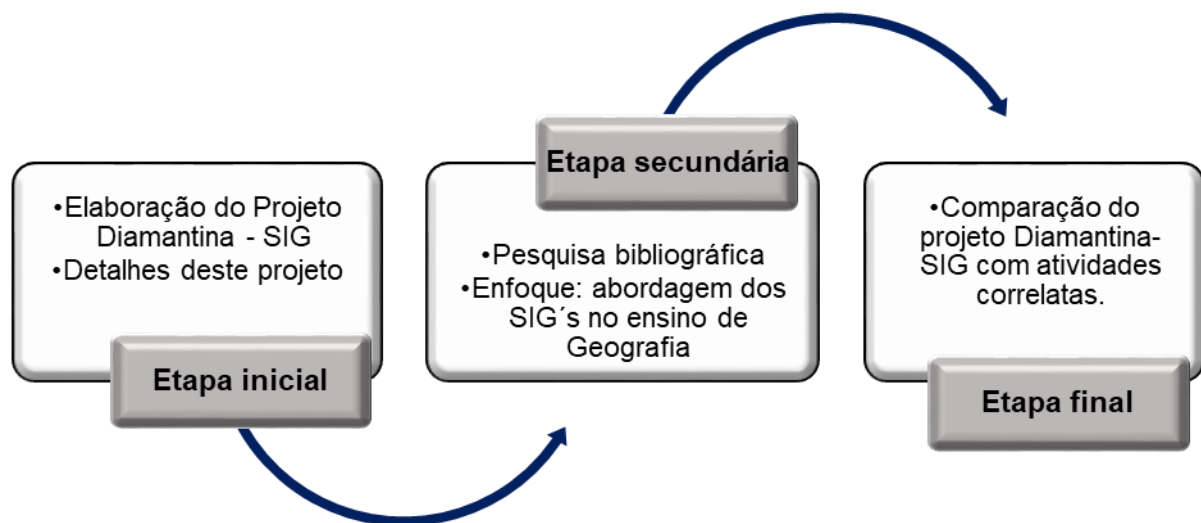 •Elaboração do Projeto
Diamantina - SIG
•Detalhes deste projeto
Etapa inicial
Etapa secundária
•Pesquisa bibliográfica
•Enfoque: abordagem dos
SIG´s no ensino de
Geografia
•Comparação do
projeto Diamantina-
SIG com atividades
correlatas.
Etapa final